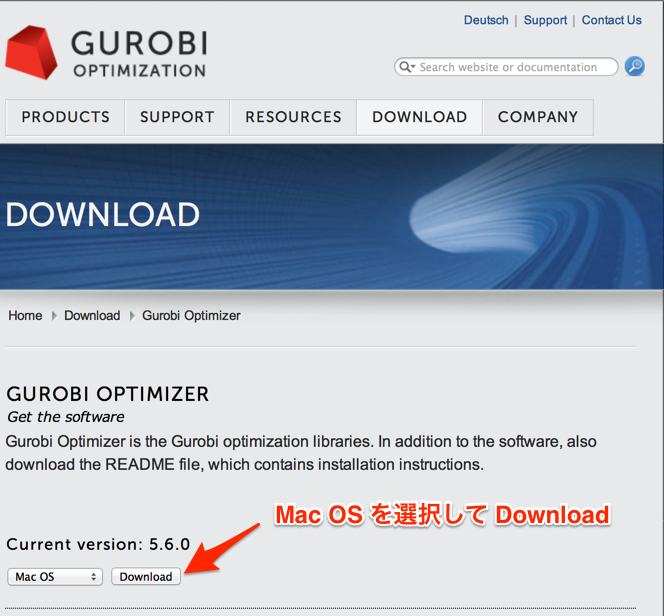 Deutsch | Support | Contact Us
GUROBI
OPTIMIZATION
Search website or documentation
PRODUCTS SUPPORT RESOURCES DOWNLOAD COMPANY
DOWNLOAD
Home Download Gurobi Optimizer
GUROBI OPTIMIZER
Get the software
Gurobi Optimizer is the Gurobi optimization libraries. In addition to the software, also
download the README file, which contains installation instructions.
Mac OS を選択して Download
Current version: 5.6.0
Mac OS Download